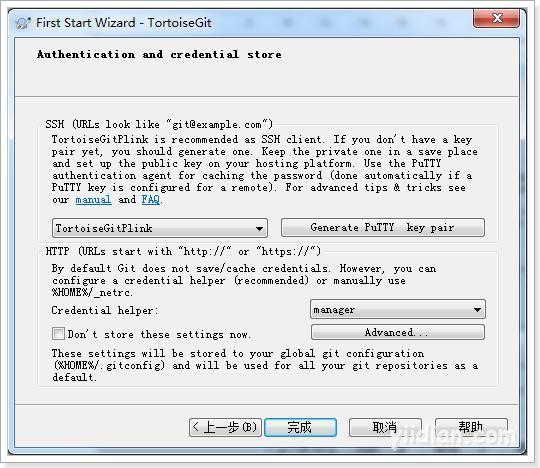 First Start Wizard - TortoiseGit
Authentication and credential store
SSH (URLs look like "git@example.com")
TortoiseGitPlink is recommended as SSH client. If you don't have a key
pair yet, you should generate one. Keep the private one in a save place
and set up the public key on your hosting platform. Use the PuTTY
authentication agent for caching the password (done automatically if a
PuTTY key is configured for a remote). For advanced tips & tricks see
our manual and FAQ.
TortoiseGitPlink
Generate PuTTY key pair
HTTP (URLs start with "http://" or "https://")
By default Git does not save/cache credentials. However, you can
configure a credential helper (recommended) or manually use
%HOME%/_netrc.
Credential helper:
manager
Don't store these settings now.
Advanced...
These settings will be stored to your global git configuration
(%HOME%/.gitconfig) and will be used for all your git repositories as a
default.
<上一步(B)
完成
取消
帮助
yiidian.com